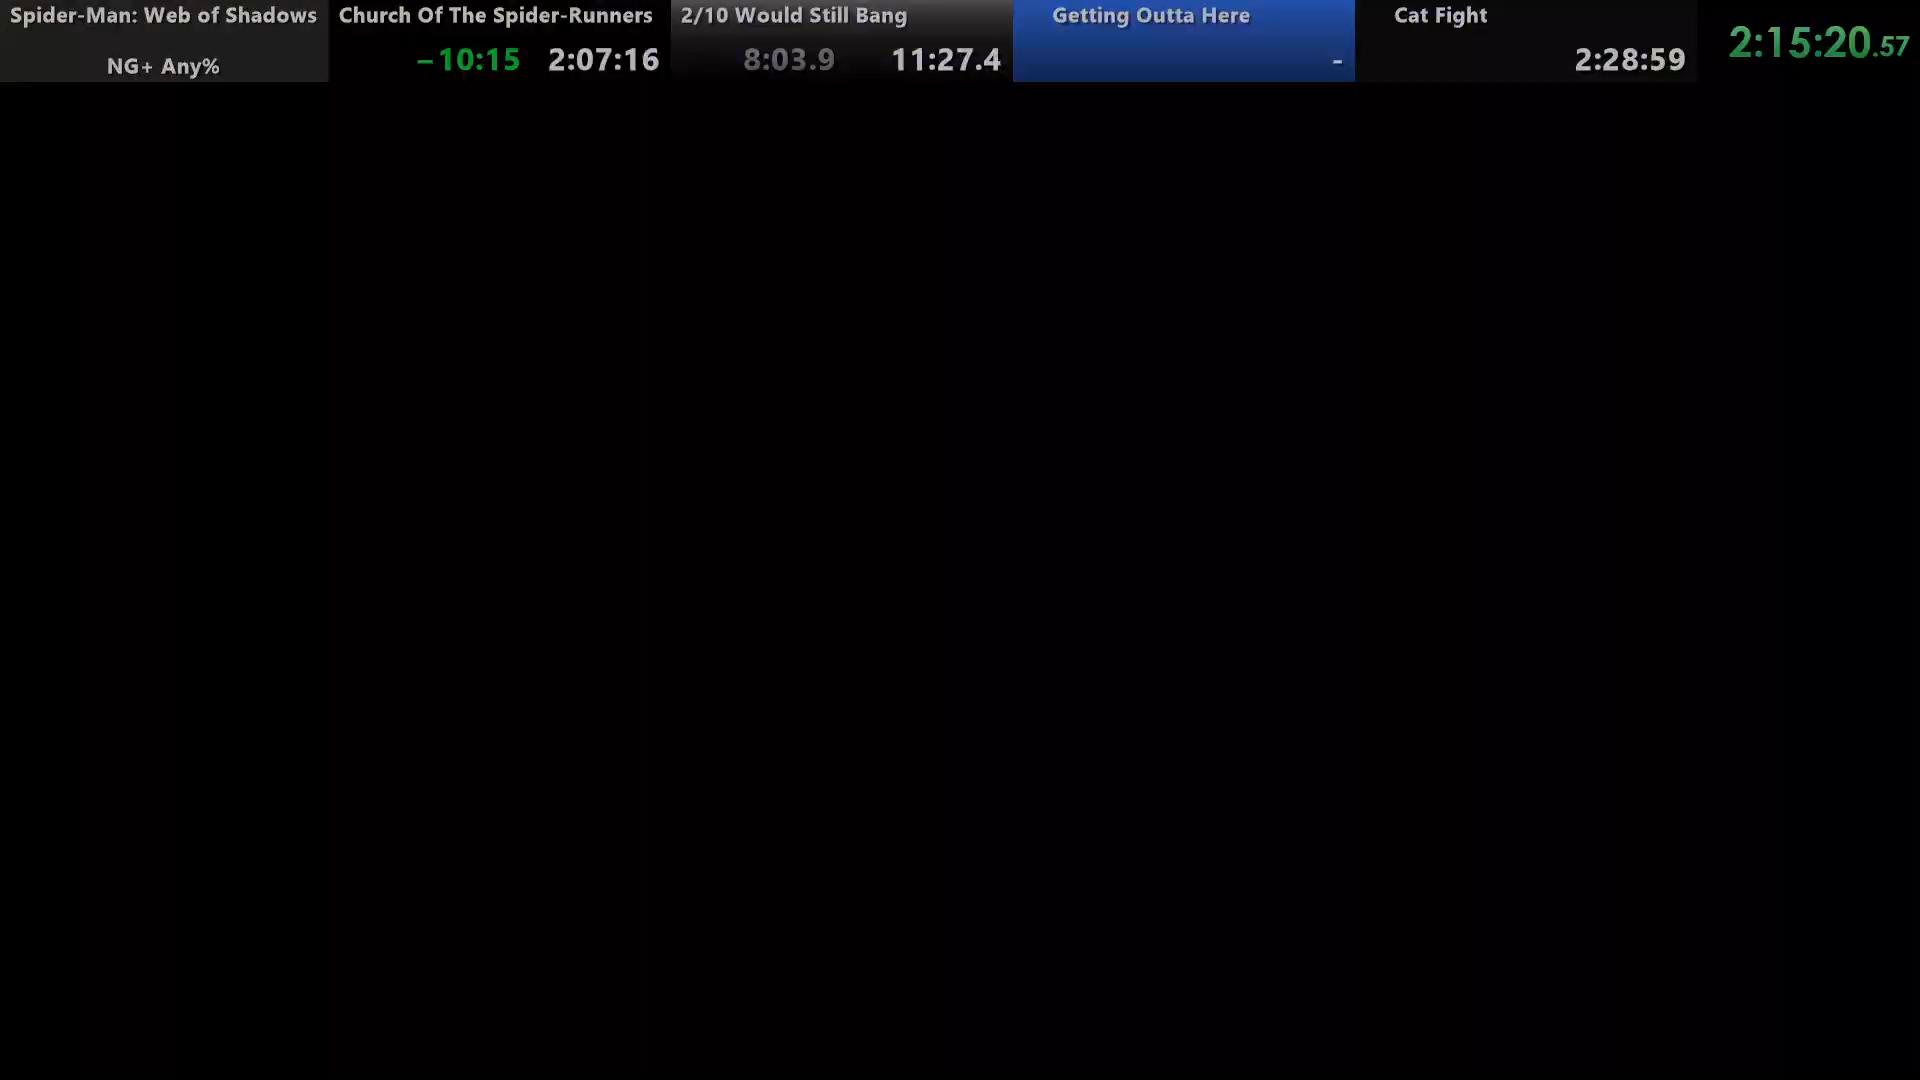 Spider-Man: Web of Shadows
NG+ Any%
Church Of The Spider-Runners
−10:15 2:07:16
2/10 Would Still Bang
8:03.9 11:27.4
Getting Outta Here
-
Cat Fight
2:28:59
2:15:20.57